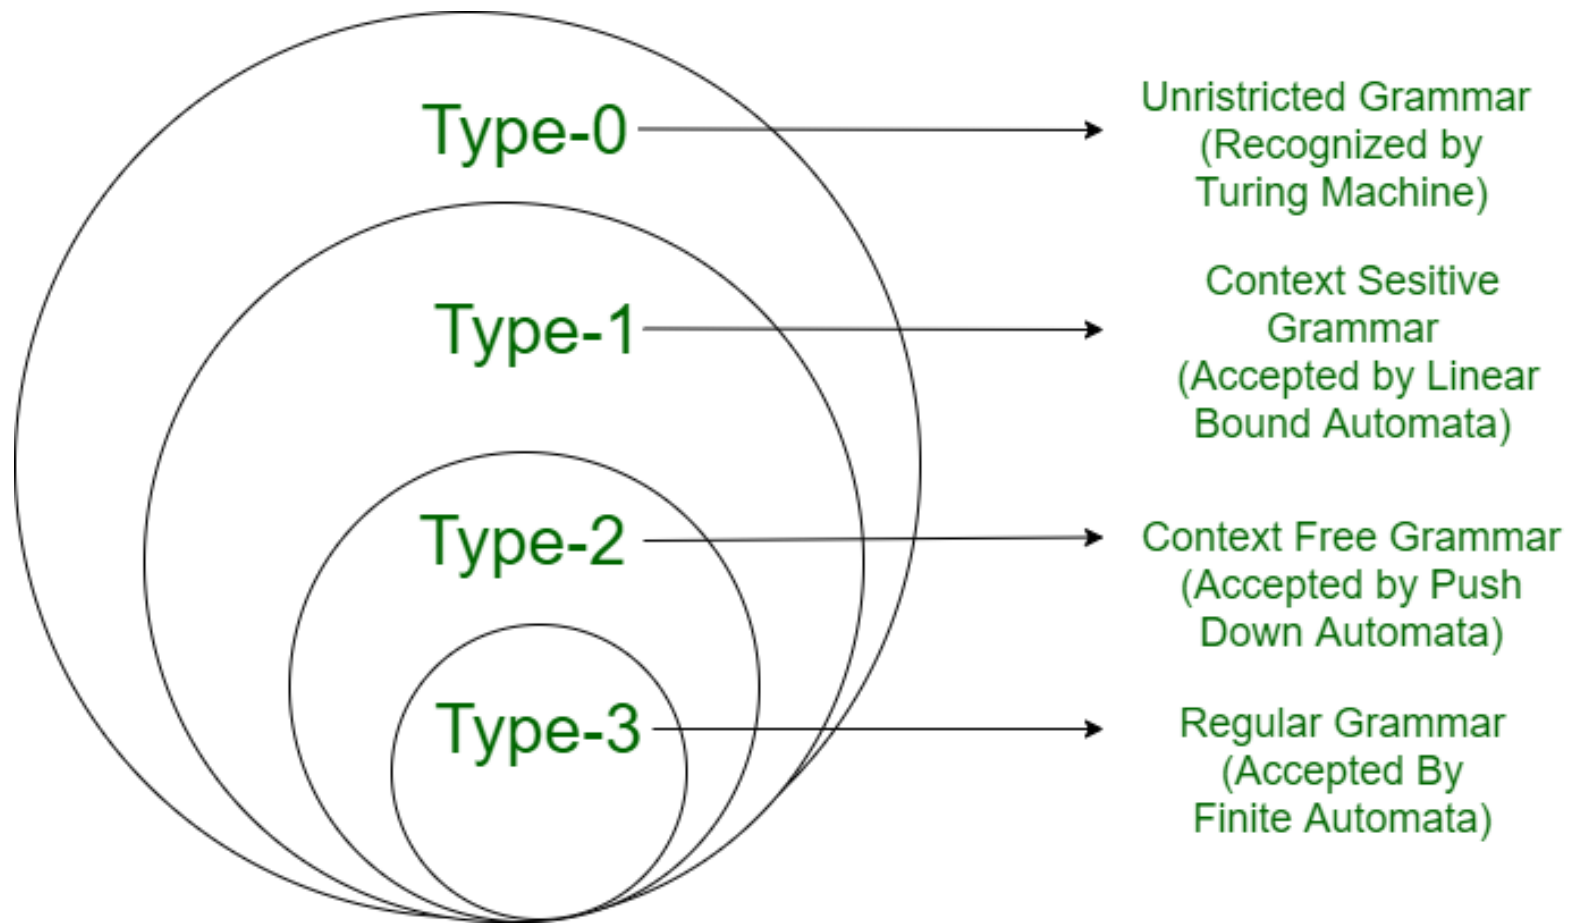 Type-0
Unristricted Grammar
(Recognized by
Turing Machine)
Type-1
Context Sesitive
Grammar
(Accepted by Linear
Bound Automata)
Type-2
Context Free Grammar
(Accepted by Push
Down Automata)
Type-3
Regular Grammar
(Accepted By
Finite Automata)